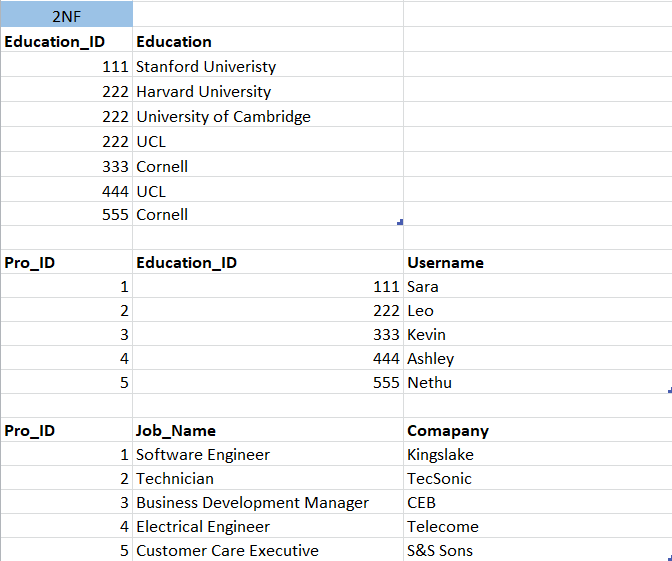 2NF
Education_ID Education
111 Stanford Univeristy
222 Harvard University
222 University of Cambridge
222 UCL
333 Cornell
444 UCL
555 Cornell
Pro_ID Education_ID Username
1 111 Sara
2 222 Leo
3 333 Kevin
4 444 Ashley
5 555 Nethu
Pro_ID Job_Name Comapany
1 Software Engineer Kingslake
2 Technician TecSonic
3 Business Development Manager CEB
4 Electrical Engineer Telecome
5 Customer Care Executive S&S Sons